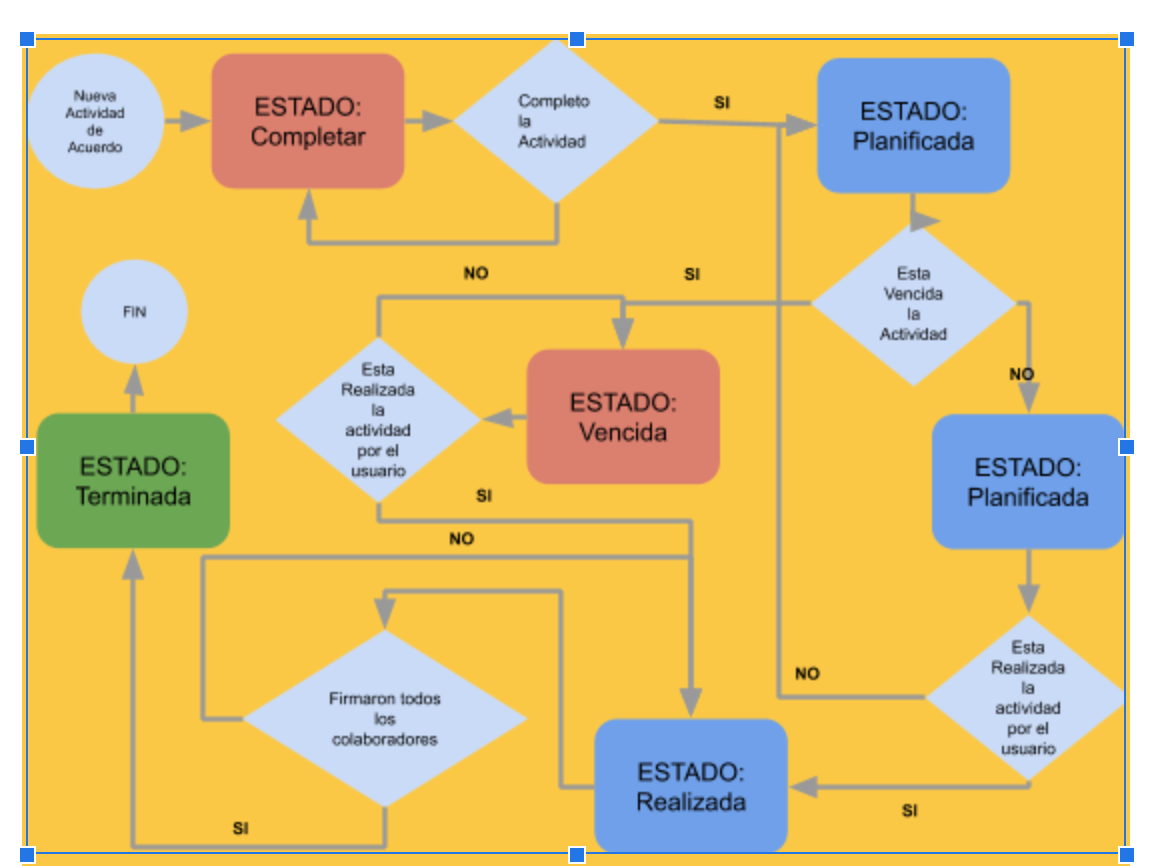 Nueva
Actividad
de
Acuerdo
ESTADO:
Completar
Completo
la
Actividad
SI
ESTADO:
Planificada
NO
SI
Esta
Vencida
la
Actividad
FIN
Esta
Realizada
la
actividad
por el
usuario
ESTADO:
Vencida
NO
ESTADO:
Terminada
ESTADO:
Planificada
SI
NO
Firmaron todos
los
colaboradores
NO
Esta
Realizada
la
actividad
por el
usuario
ESTADO:
Realizada
SI
SI